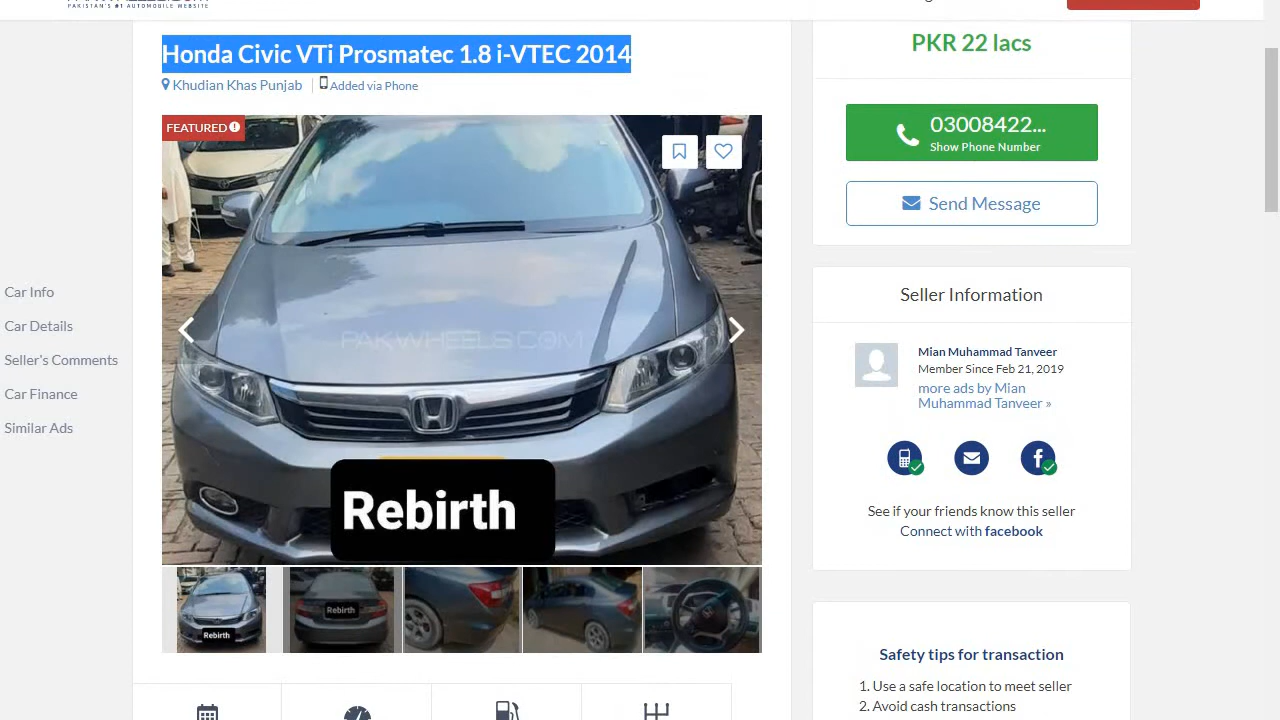 PAKISTAN'S #1 AUTOMOBILE WEBSITE
Honda Civic VTi Prosmatec 1.8 i-VTEC 2014
Khudian Khas Punjab
Added via Phone
FEATURED
PAKWHEELS.COM
Rebirth
Rebirth
Rebirth
Car Info
Car Details
Seller's Comments
Car Finance
Similar Ads
PKR 22 lacs
03008422...
Show Phone Number
Send Message
Seller Information
Mian Muhammad Tanveer
Member Since Feb 21, 2019
more ads by Mian
Muhammad Tanveer »
See if your friends know this seller
Connect with facebook
Safety tips for transaction
1. Use a safe location to meet seller
2. Avoid cash transactions